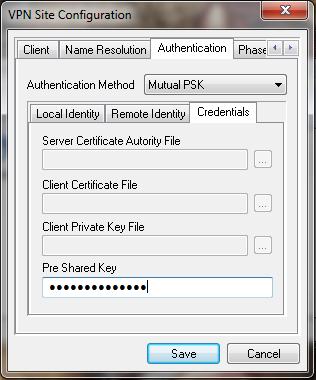 VPN Site Configuration
Client Name Resolution Authentication Phase
Authentication Method Mutual PSK
Local Identity Remote Identity Credentials
Server Certificate Autority File
...
Client Certificate File
...
Client Private Key File
...
Pre Shared Key
●●●●●●●●●●●●●●
Save Cancel